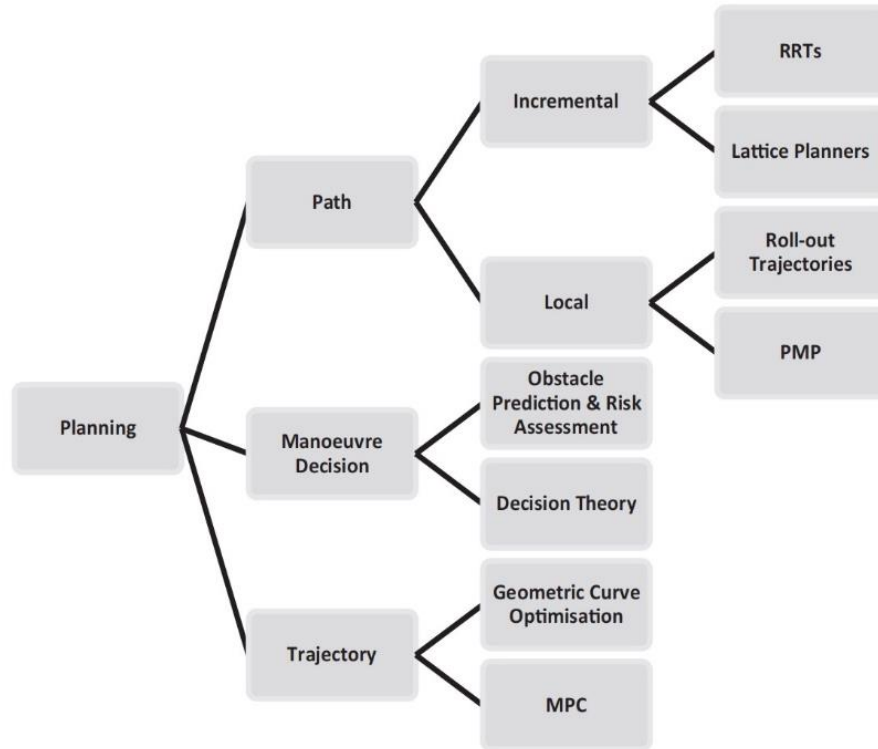 RRTs
Incremental
Lattice Planners
Path
Roll-out
Trajectories
Local
PMP
Obstacle
Prediction & Risk
Assessment
Planning
Manoeuvre
Decision
Decision Theory
Geometric Curve
Optimisation
Trajectory
MPC